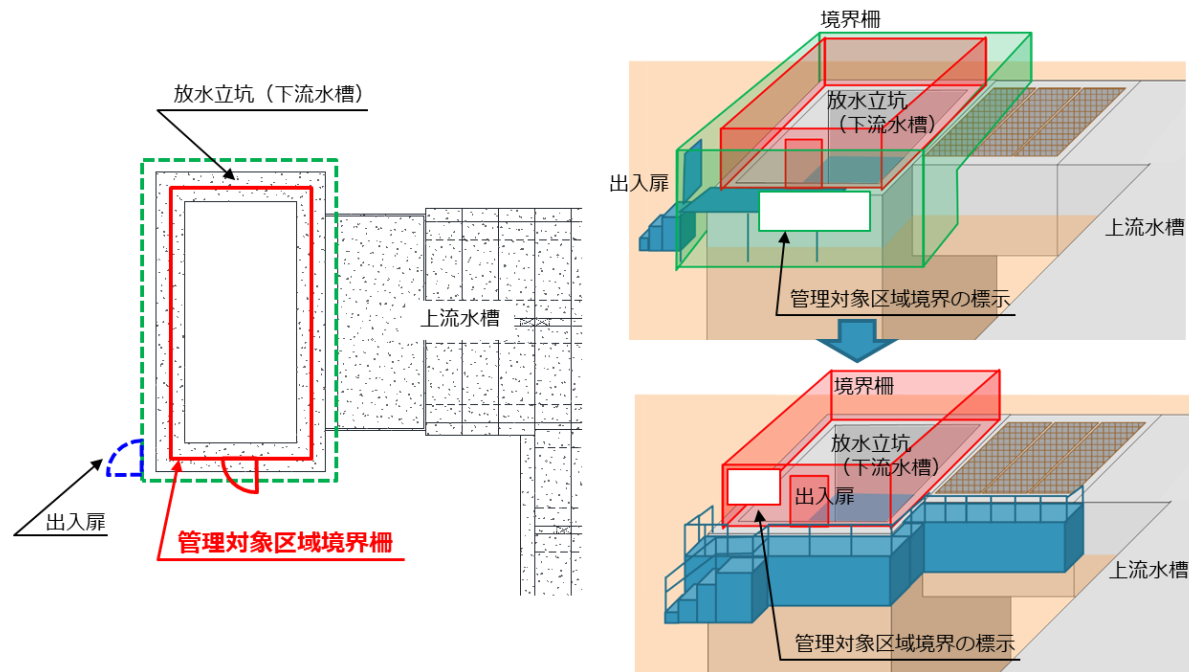 放水立坑（下流水槽）
上流水槽
出入扉
管理対象区域境界柵
境界柵
放水立坑
（下流水槽）
出入扉
上流水槽
管理対象区域境界の標示
境界柵
放水立坑
（下流水槽）
出入扉
上流水槽
管理対象区域境界の標示